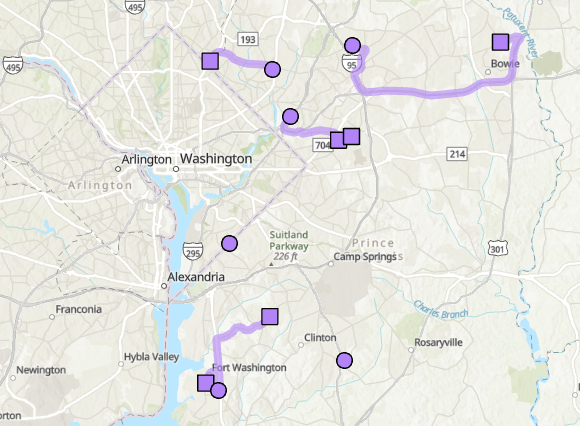 495
193
Patuxent River
495
95
Bowie
704
Arlington
Washington
214
Arlington
Suitland
Parkway
226 ft
Prince
295
301
Camp Springs
Alexandria
Franconia
Charles Branch
Clinton
Rosaryville
Hybla Valley
Fort Washington
Newington
orton